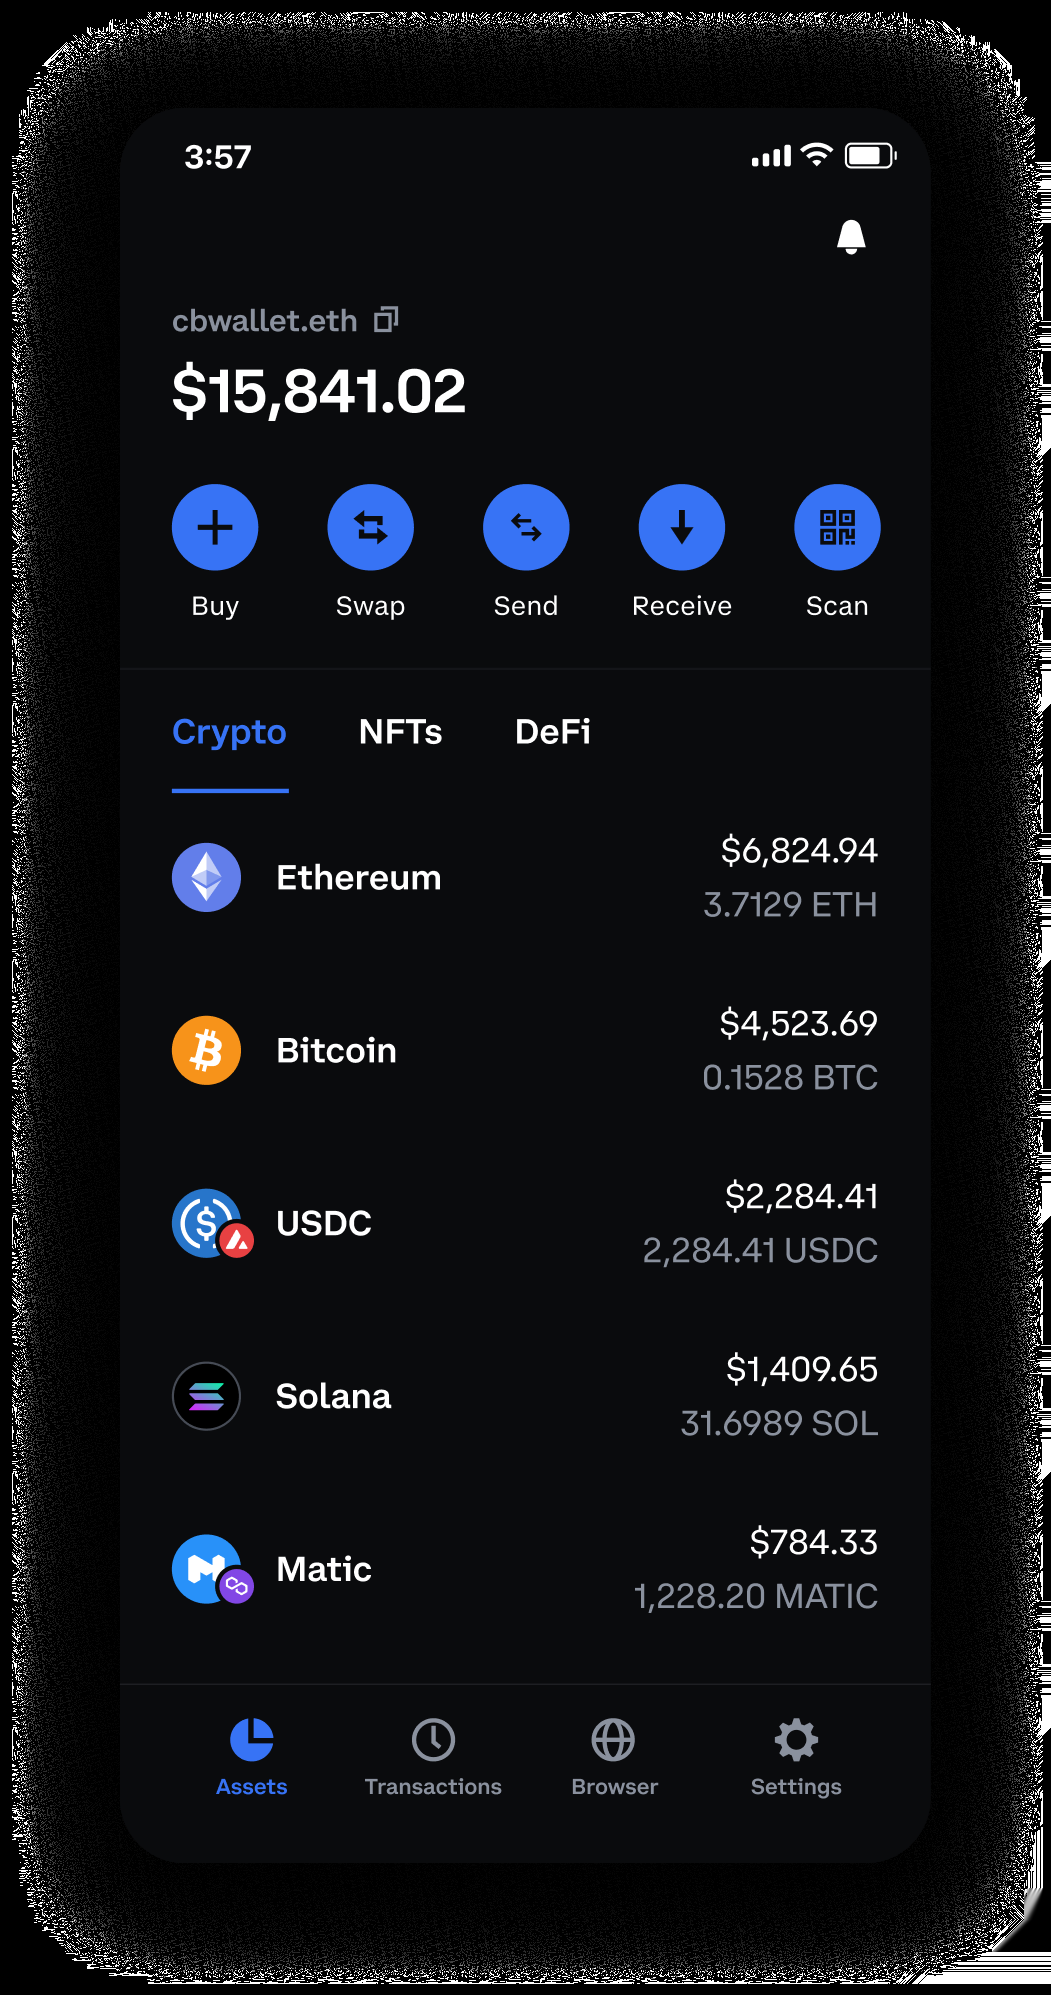 3:57
cbwallet.eth
$15,841.02
Buy
Swap
Send
Receive
Scan
Crypto
NFTs
DeFi
Ethereum
$6,824.94
3.7129 ETH
Bitcoin
$4,523.69
0.1528 BTC
USDC
$2,284.41
2,284.41 USDC
Solana
$1,409.65
31.6989 SOL
Matic
$784.33
1,228.20 MATIC
Assets
Transactions
Browser
Settings